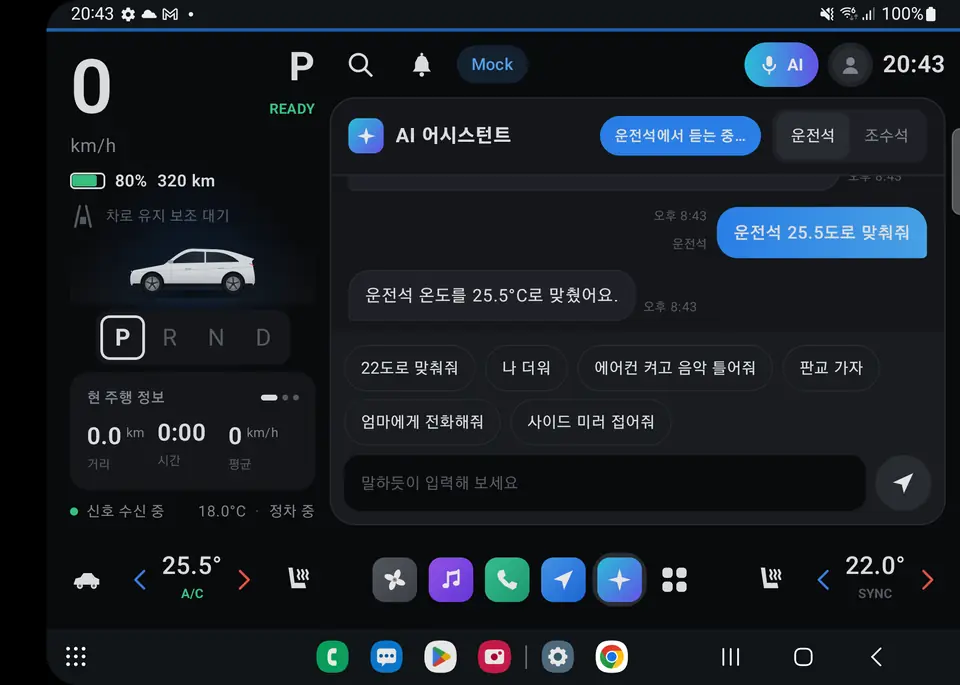 20:43
100%
0
km/h
P
READY
Mock
AI
20:43
80% 320 km
차로 유지 보조 대기
P R N D
현 주행 정보
0.0 km
거리
0:00
시간
0 km/h
평균
신호 수신 중
18.0°C · 정차 중
AI 어시스턴트
운전석에서 듣는 중...
운전석
조수석
오후 8:43
오후 8:43
운전석
운전석 25.5도로 맞춰줘
운전석 온도를 25.5°C로 맞췄어요.
오후 8:43
22도로 맞춰줘
나 더워
에어컨 켜고 음악 틀어줘
판교 가자
엄마에게 전화해줘
사이드 미러 접어줘
말하듯이 입력해 보세요
25.5°
A/C
22.0°
SYNC